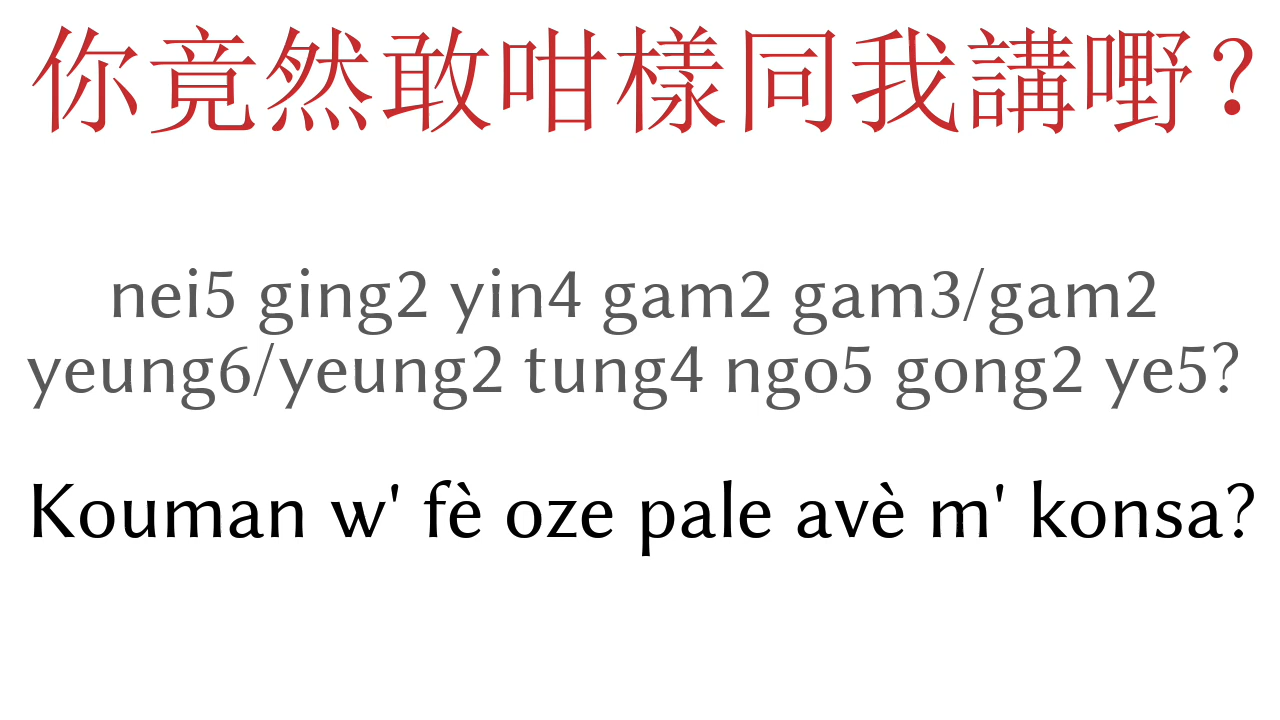 你竟然敢咁樣同我講嘢？
nei5 ging2 yin4 gam2 gam3/gam2
yeung6/yeung2 tung4 ngo5 gong2 ye5?
Kouman w' fè oze pale avè m' konsa?